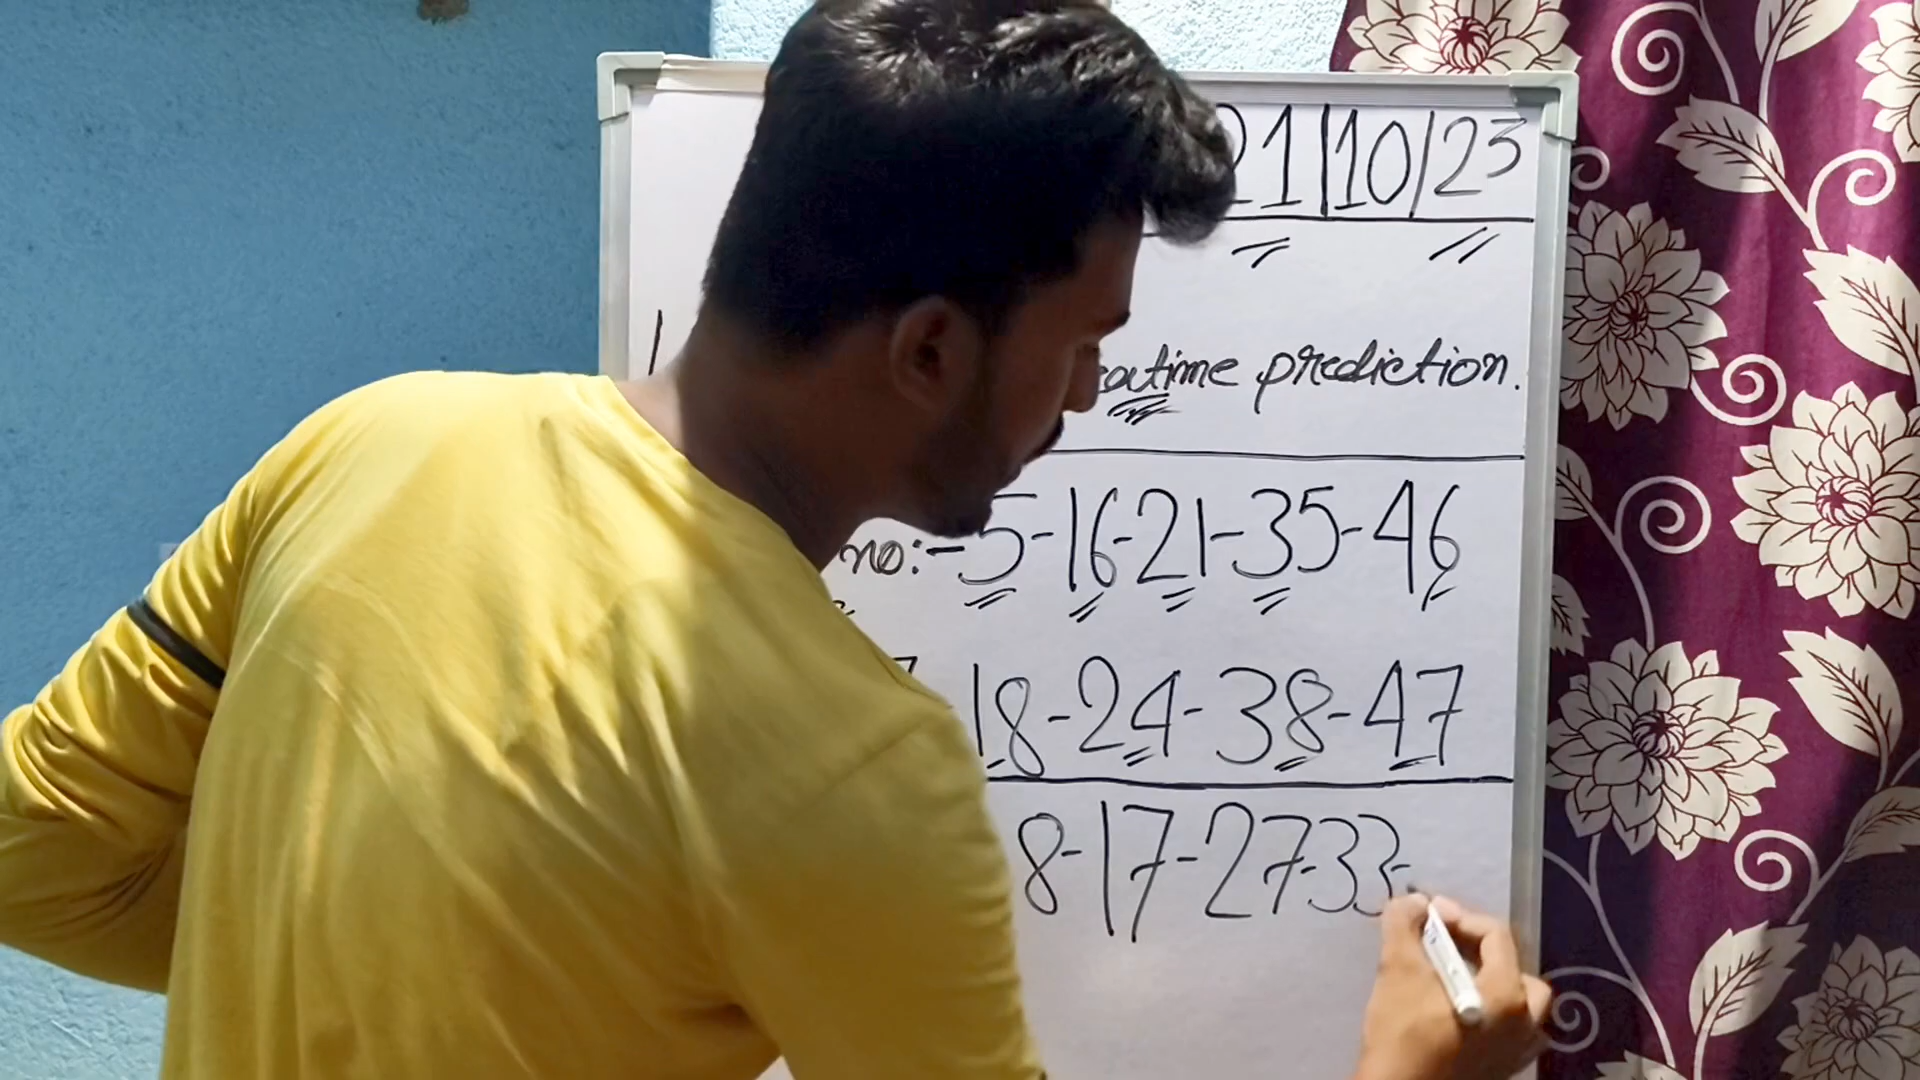 21/10/23
prediction.
no:- 5-16-21-35-46
18-24-38-47
8-17-27-33-